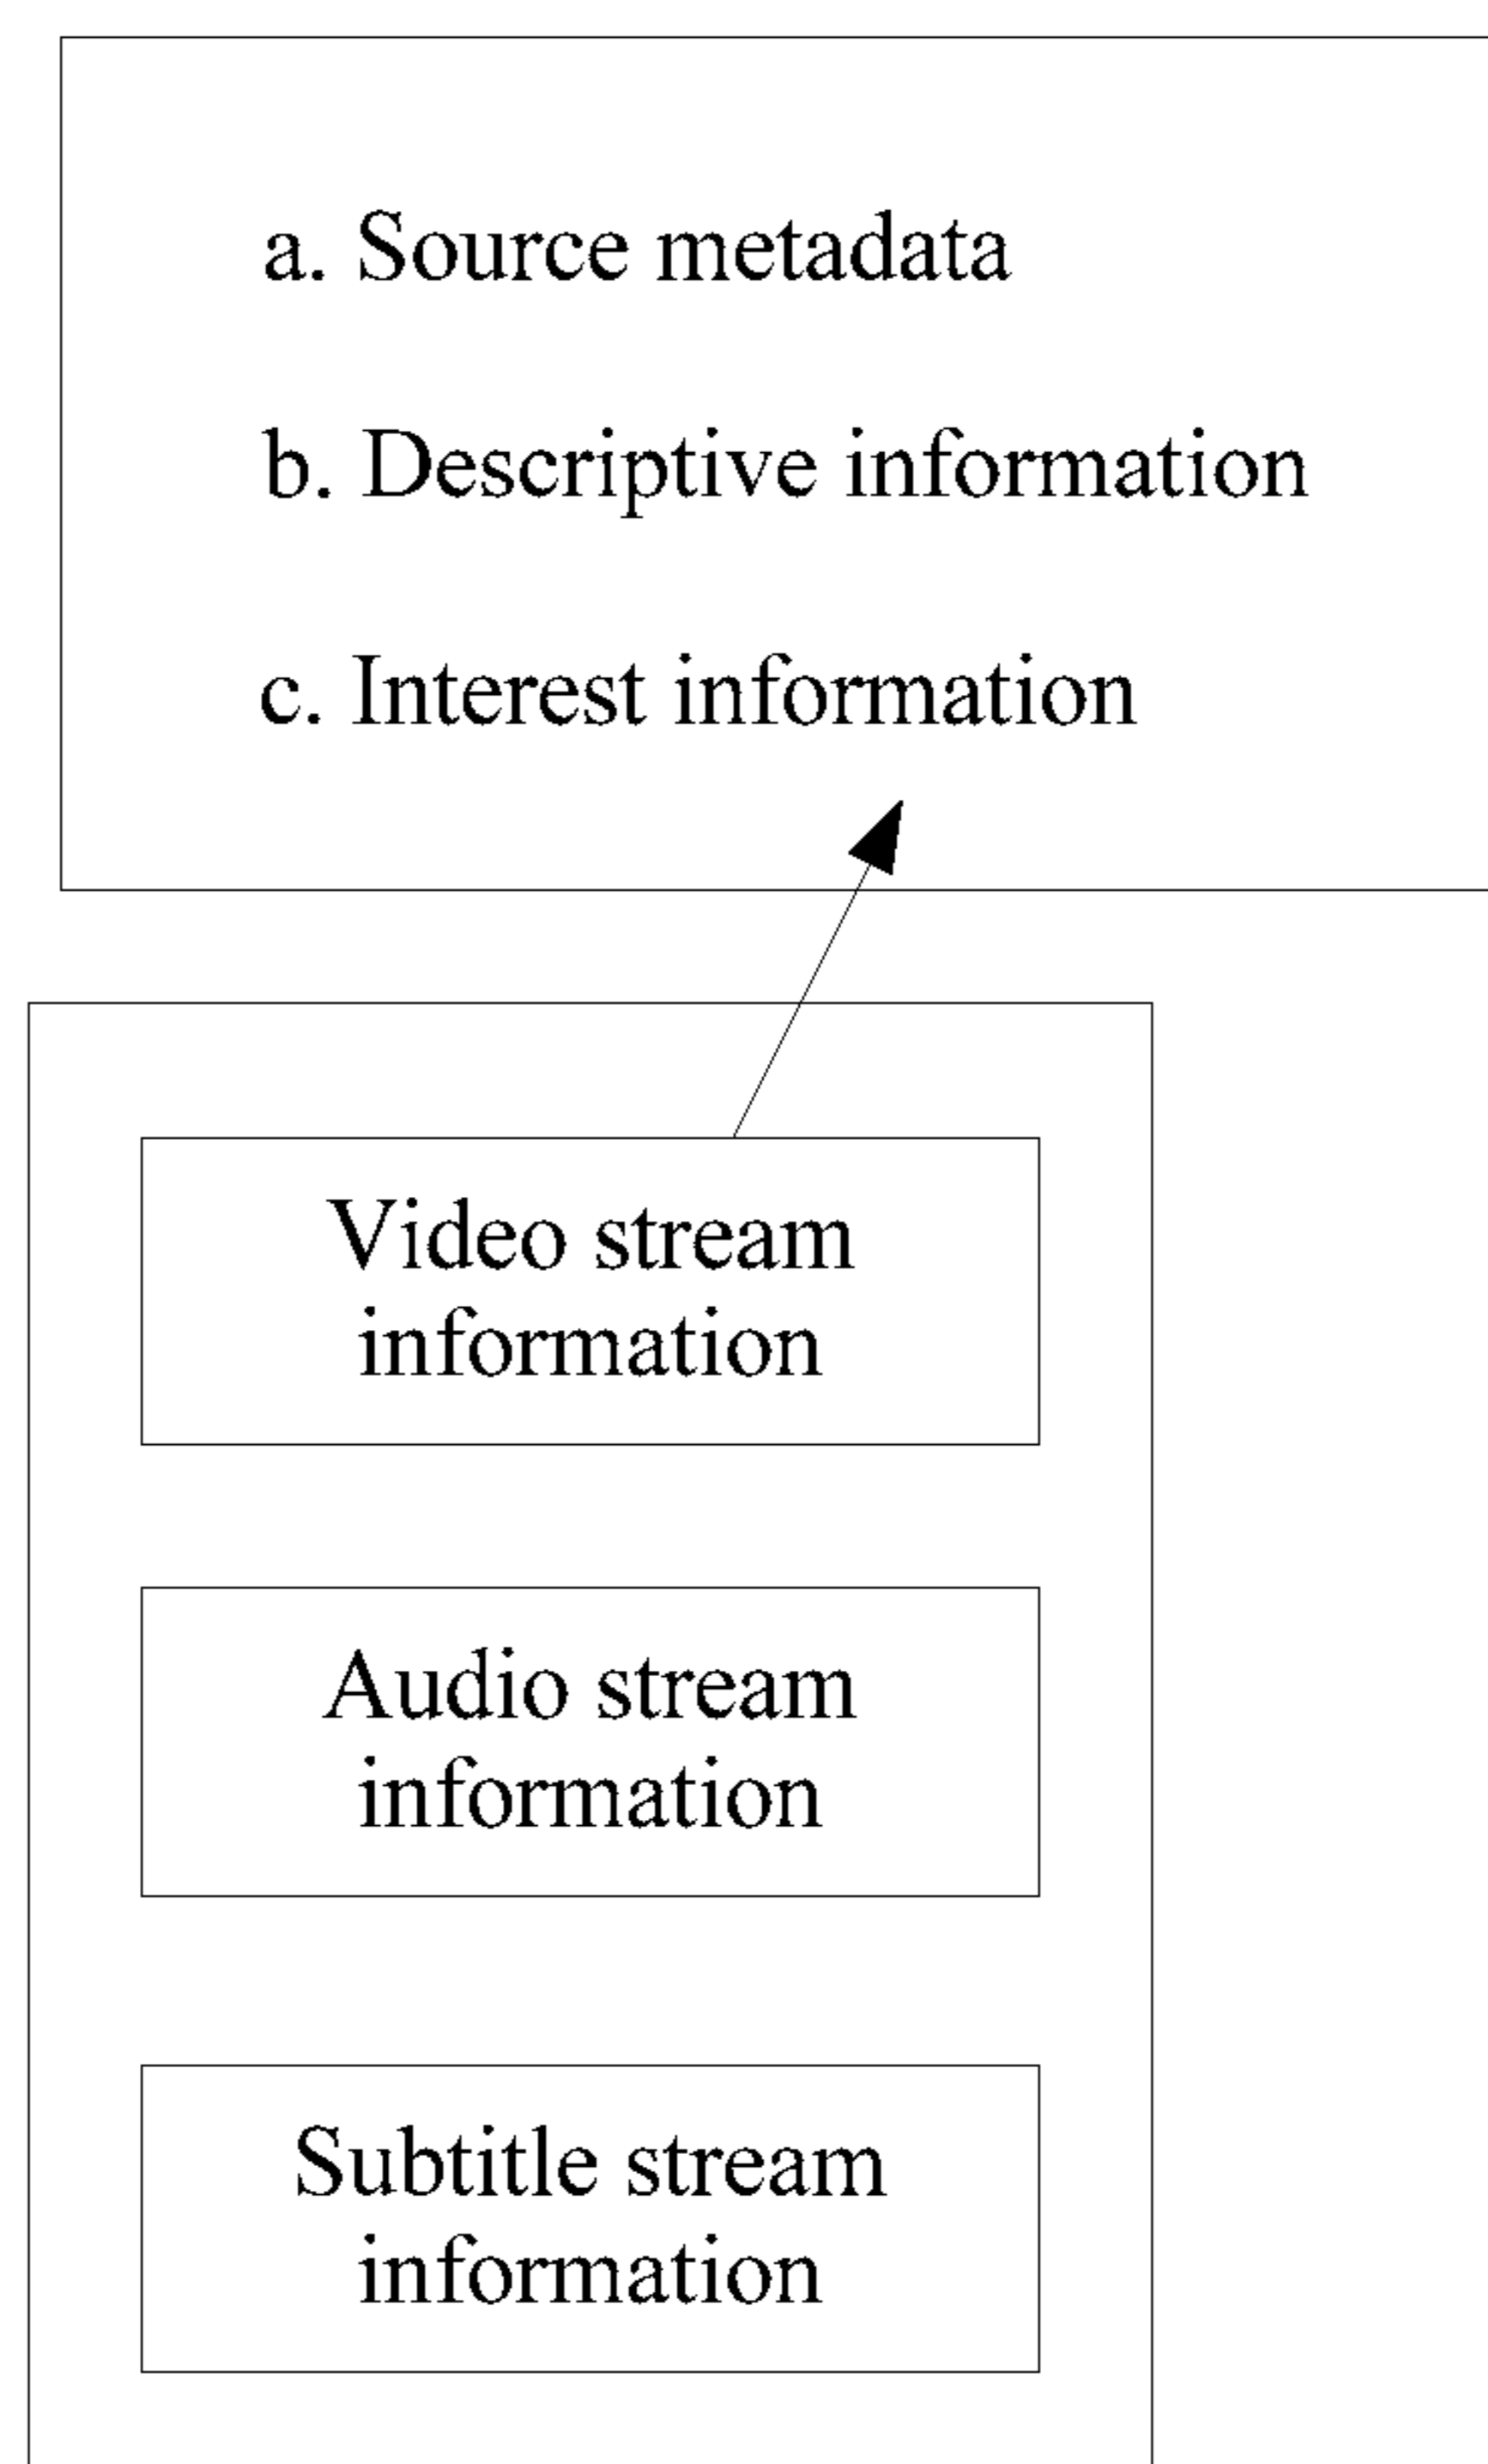 a. Source metadata
b. Descriptive information
c. Interest information
Video stream
information
Audio stream
information
Subtitle stream
information